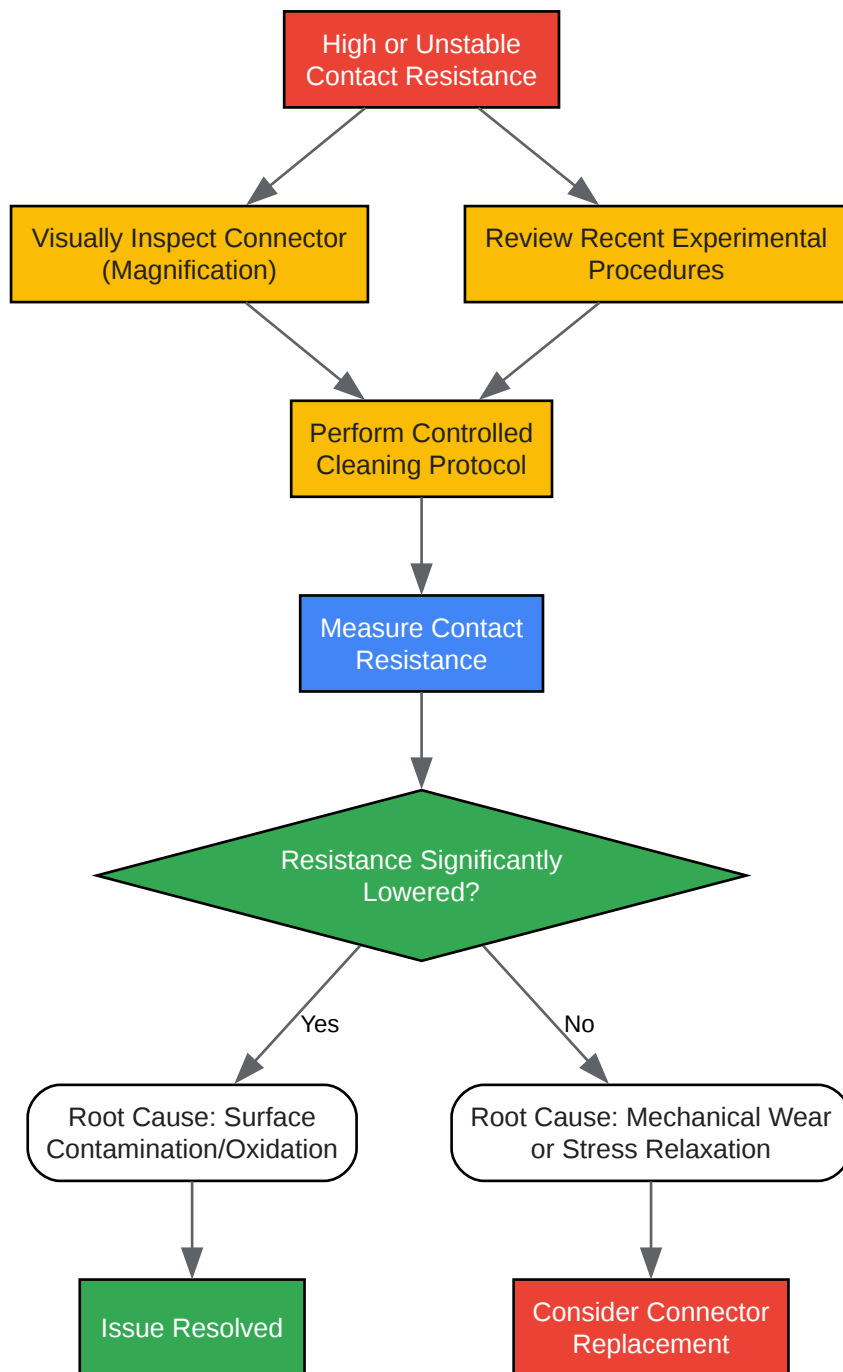 High or Unstable
Contact Resistance
Visually Inspect Connector
(Magnification)
Review Recent Experimental
Procedures
Perform Controlled
Cleaning Protocol
Measure Contact
Resistance
Resistance Significantly
Lowered?
Yes
No
Root Cause: Surface
Contamination/Oxidation
Root Cause: Mechanical Wear
or Stress Relaxation
Issue Resolved
Consider Connector
Replacement